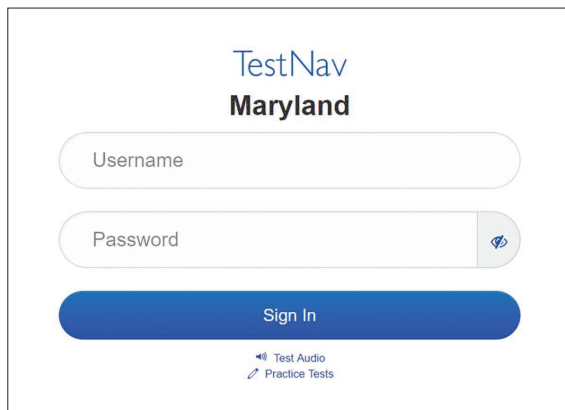 TestNav
Maryland
Username
Password
Sign In
Test Audio
Practice Tests